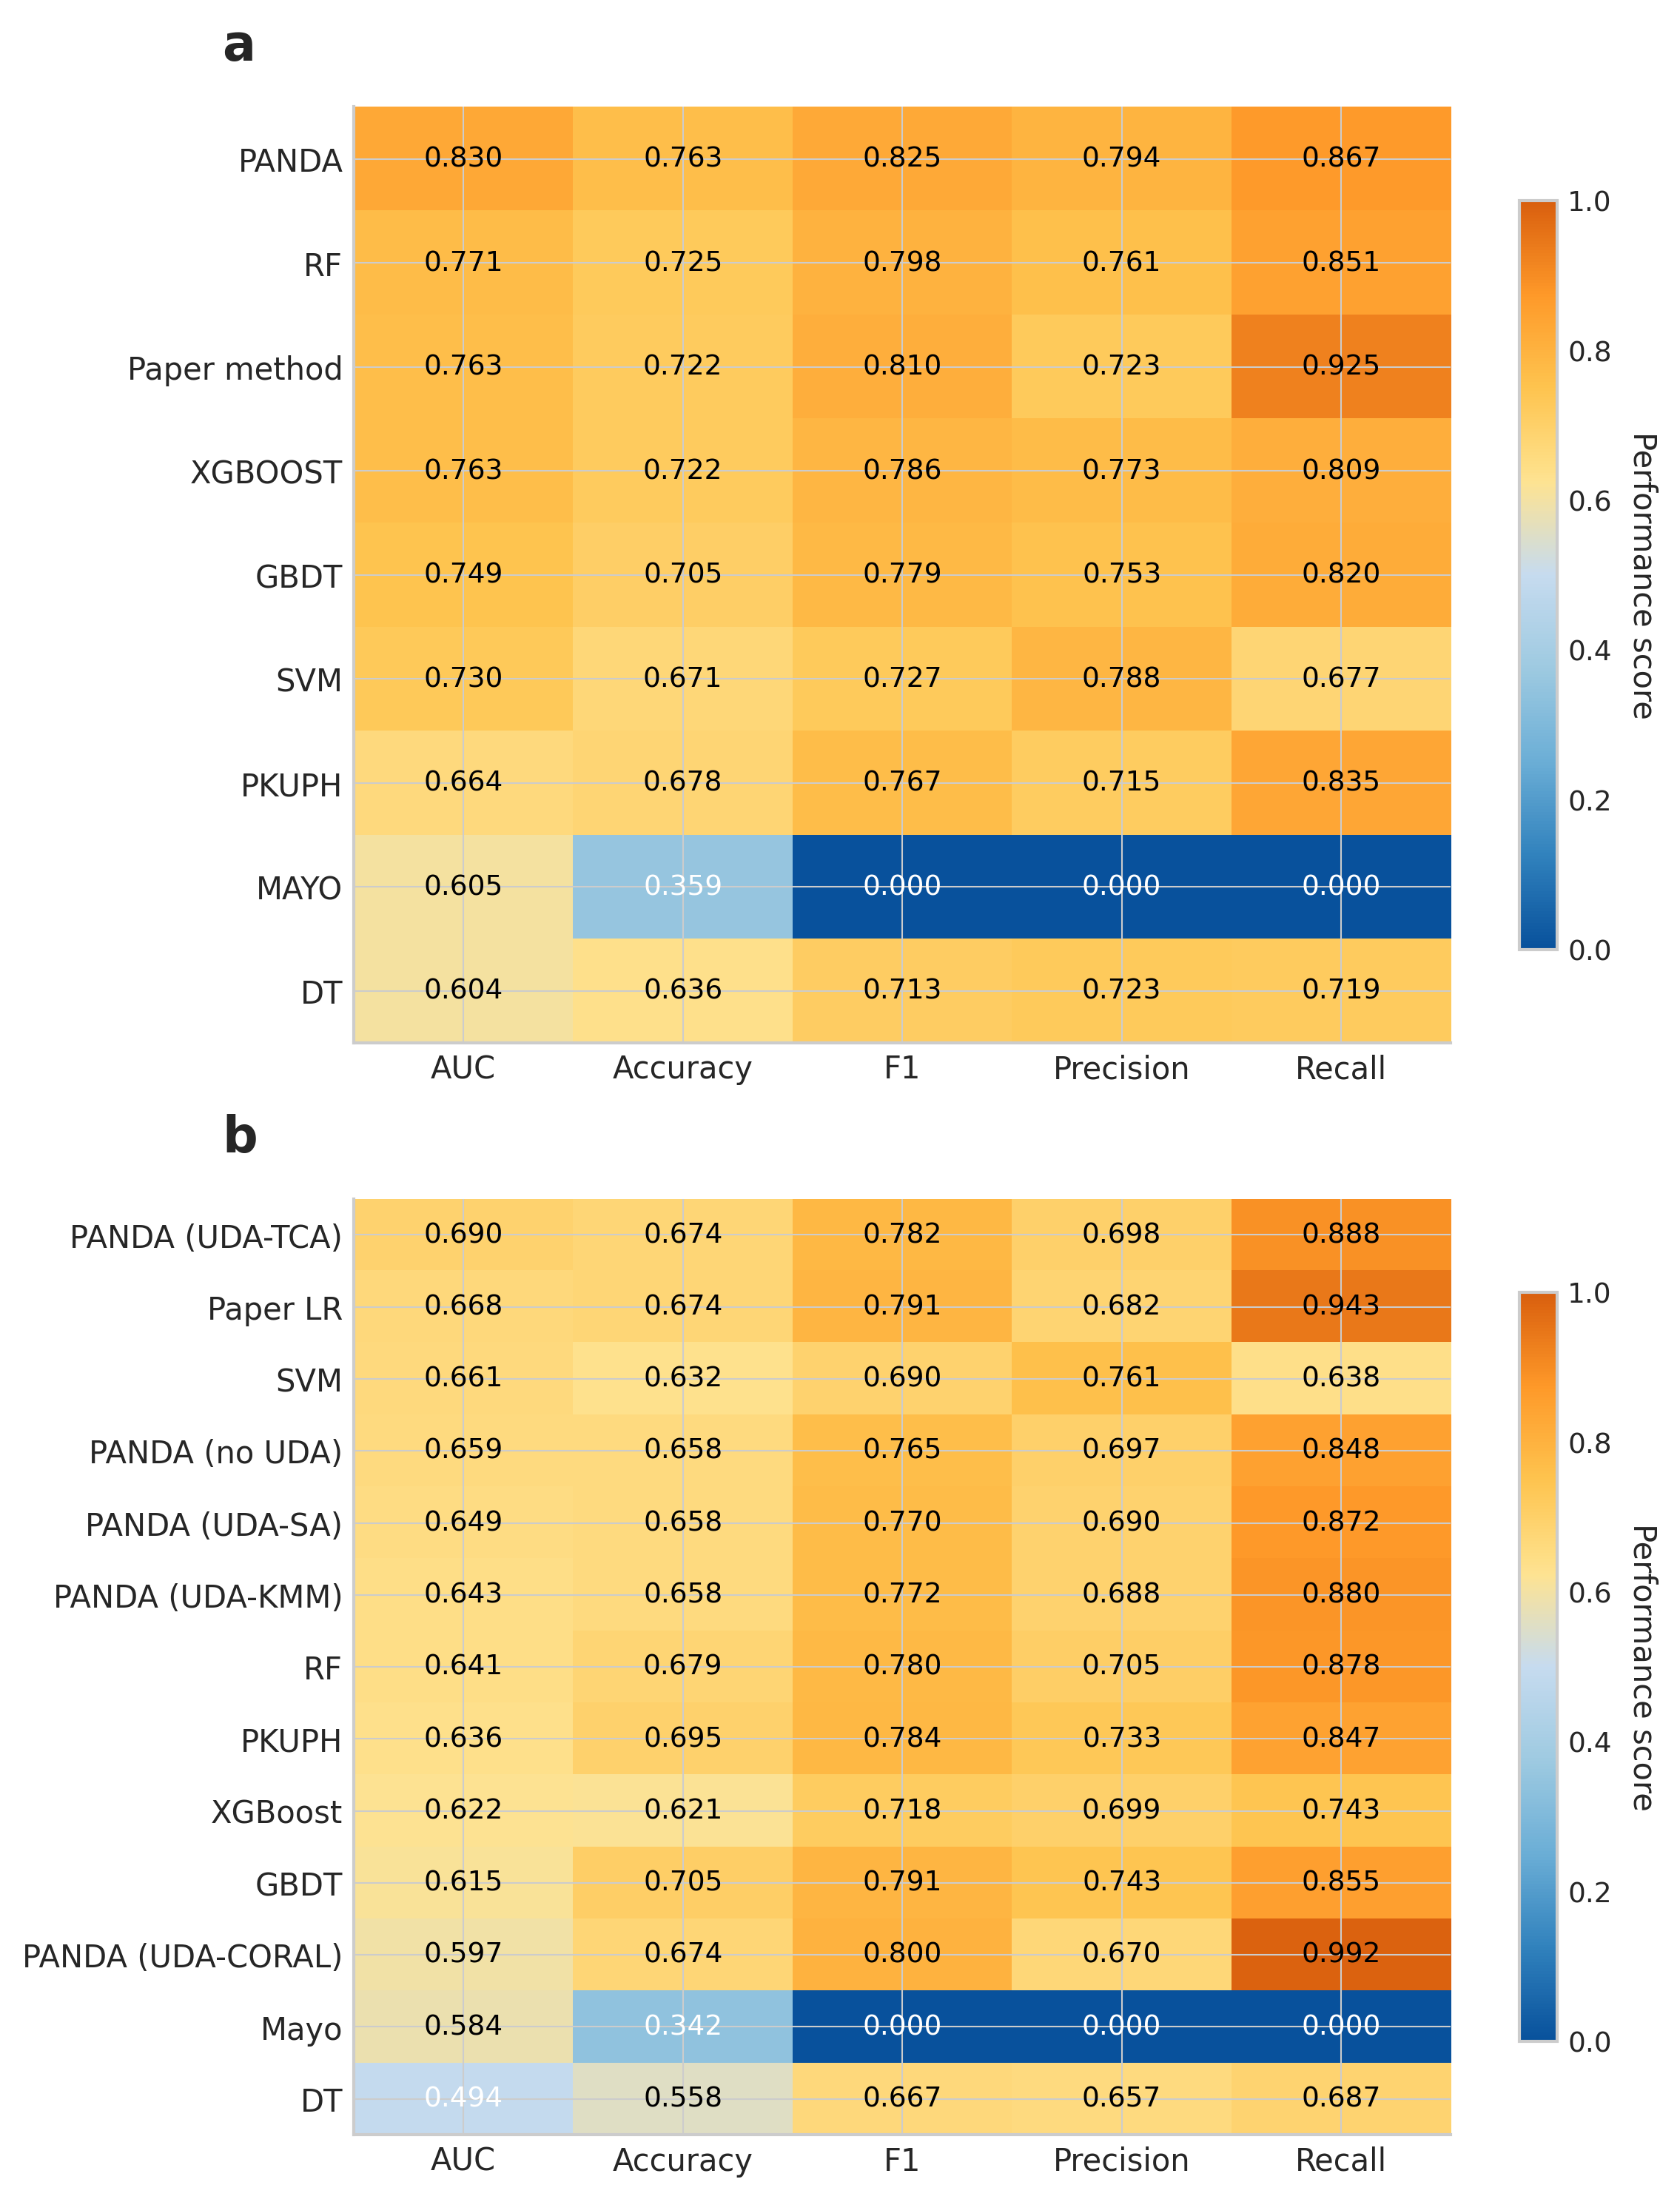 a
PANDA 0.830 0.763 0.825 0.794 0.867
RF 0.771 0.725 0.798 0.761 0.851
Paper method 0.763 0.722 0.810 0.723 0.925
XGBOOST 0.763 0.722 0.786 0.773 0.809
GBDT 0.749 0.705 0.779 0.753 0.820
SVM 0.730 0.671 0.727 0.788 0.677
PKUPH 0.664 0.678 0.767 0.715 0.835
MAYO 0.605 0.359 0.000 0.000 0.000
DT 0.604 0.636 0.713 0.723 0.719
AUC Accuracy F1 Precision Recall
1.0
0.8
0.6
0.4
0.2
0.0
Performance score
b
PANDA (UDA-TCA) 0.690 0.674 0.782 0.698 0.888
Paper LR 0.668 0.674 0.791 0.682 0.943
SVM 0.661 0.632 0.690 0.761 0.638
PANDA (no UDA) 0.659 0.658 0.765 0.697 0.848
PANDA (UDA-SA) 0.649 0.658 0.770 0.690 0.872
PANDA (UDA-KMM) 0.643 0.658 0.772 0.688 0.880
RF 0.641 0.679 0.780 0.705 0.878
PKUPH 0.636 0.695 0.784 0.733 0.847
XGBoost 0.622 0.621 0.718 0.699 0.743
GBDT 0.615 0.705 0.791 0.743 0.855
PANDA (UDA-CORAL) 0.597 0.674 0.800 0.670 0.992
Mayo 0.584 0.342 0.000 0.000 0.000
DT 0.494 0.558 0.667 0.657 0.687
AUC Accuracy F1 Precision Recall
1.0
0.8
0.6
0.4
0.2
0.0
Performance score